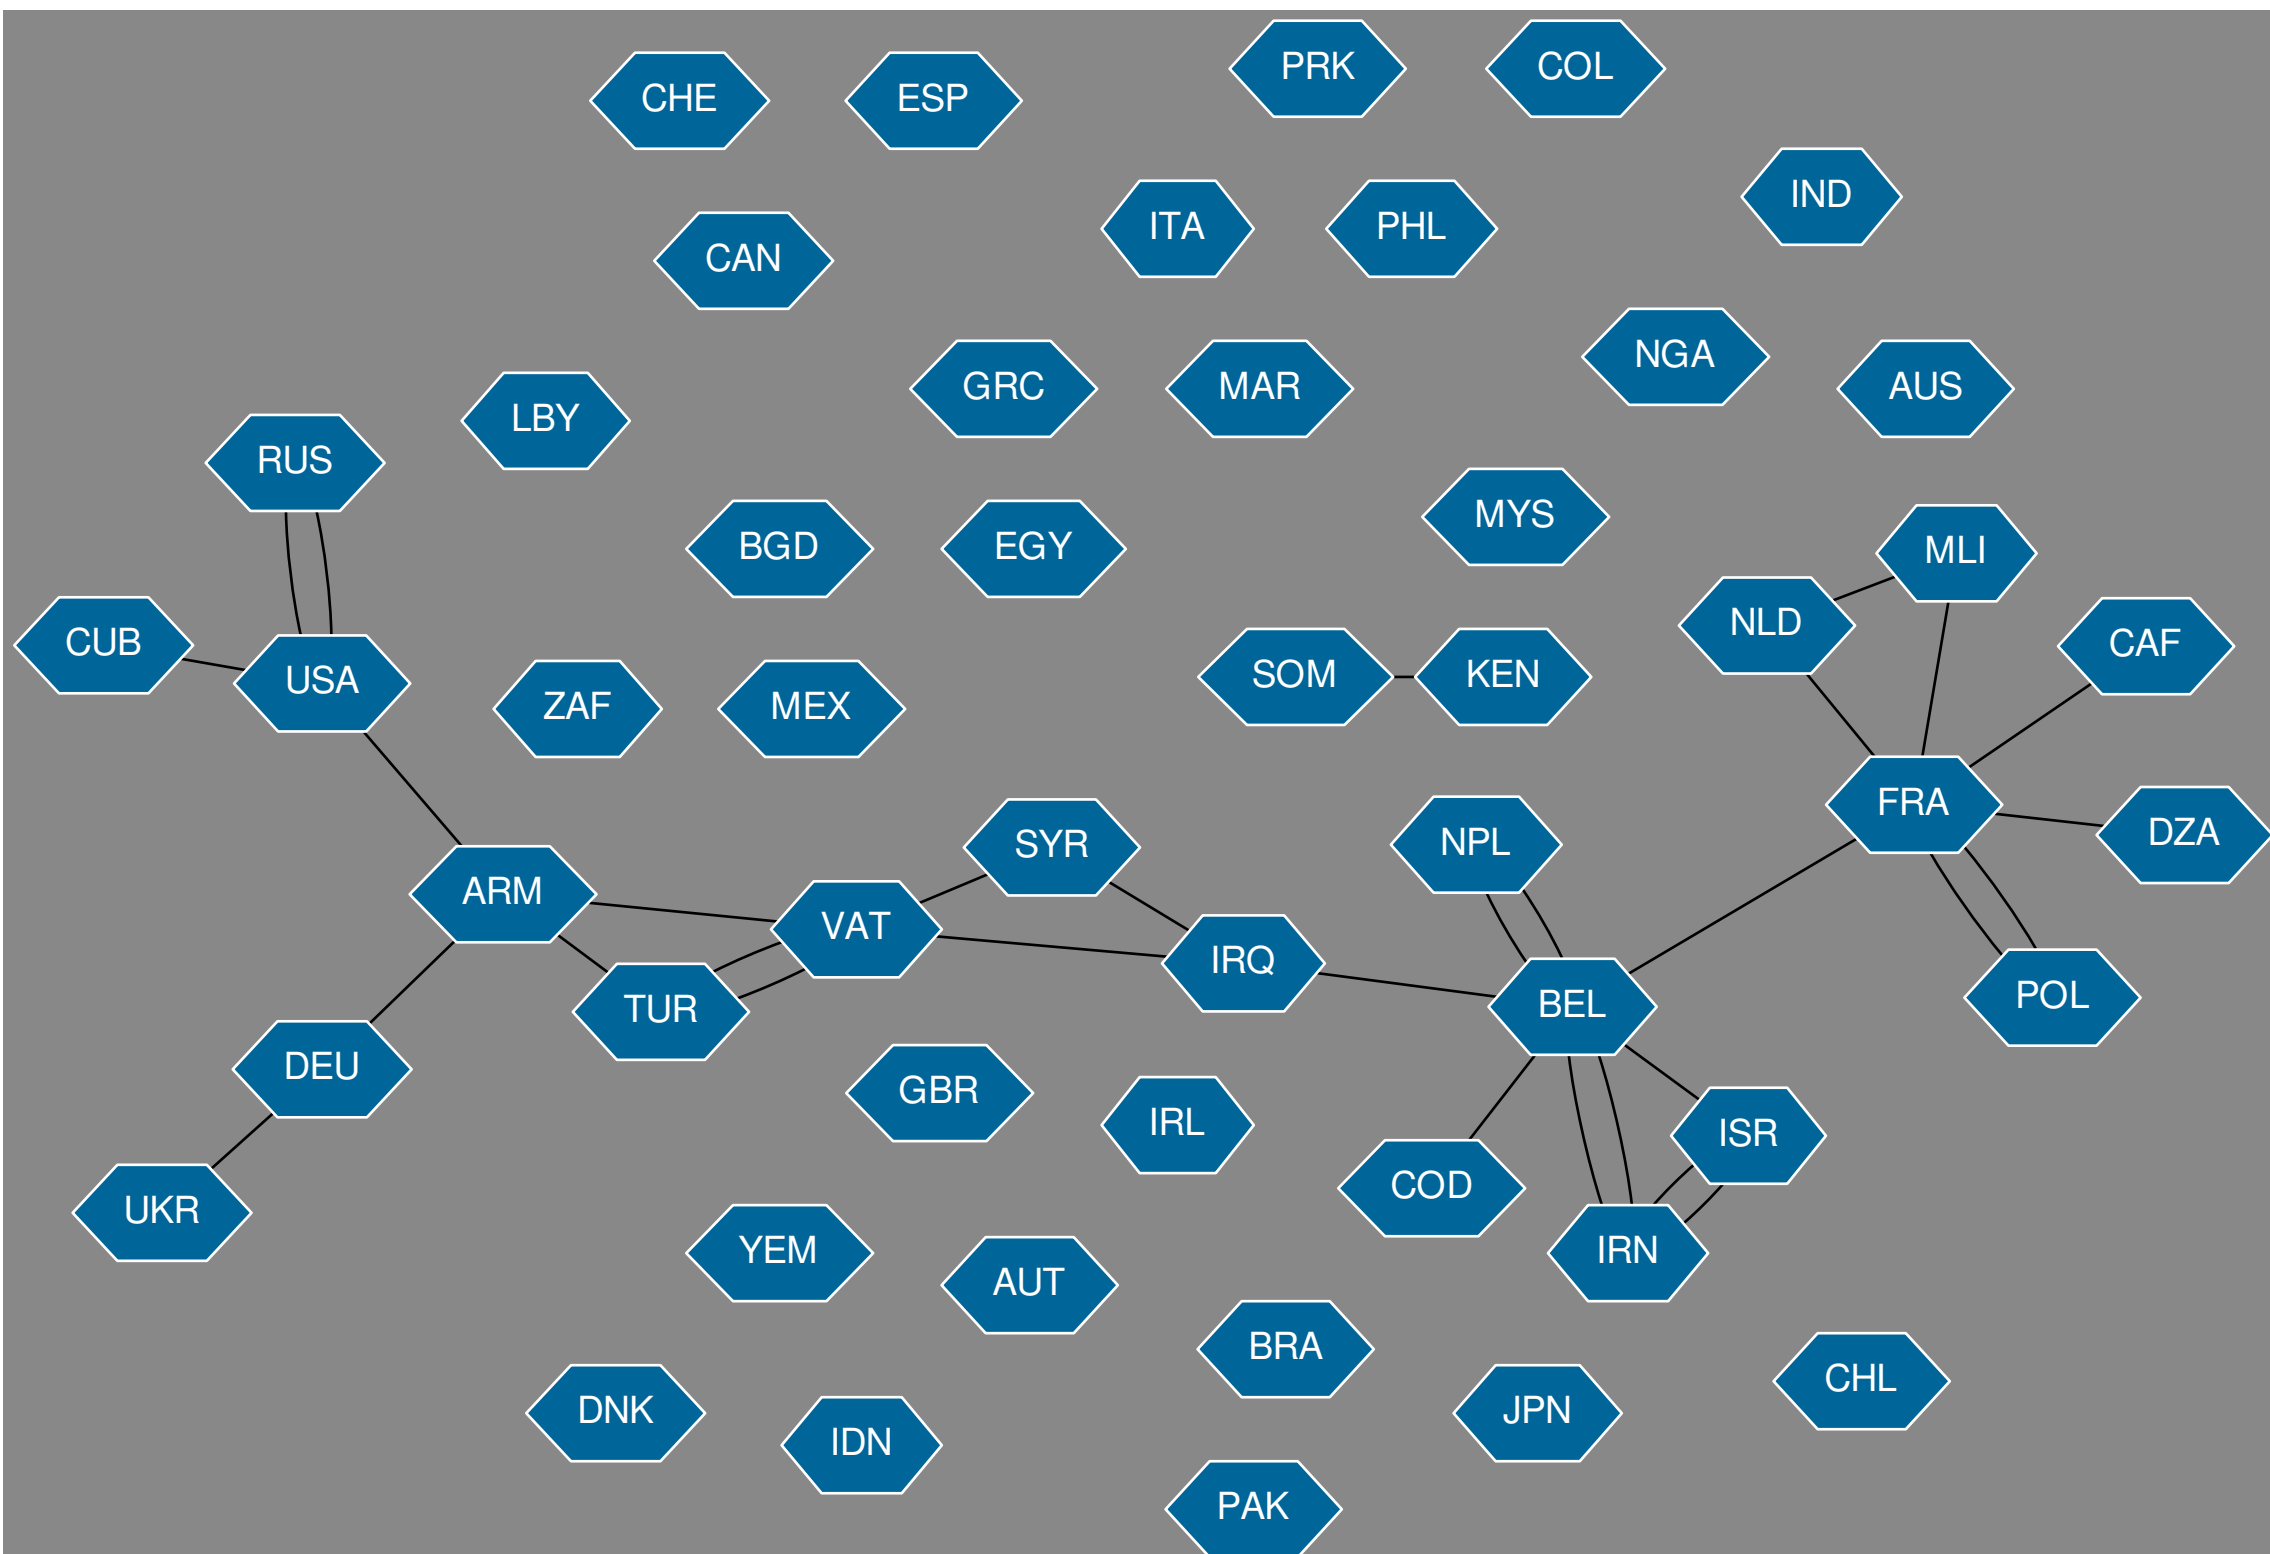 PRK
COL
CHE
ESP
IND
ITA
PHL
CAN
NGA
GRC
MAR
AUS
LBY
RUS
MYS
BGD
EGY
MLI
NLD
CUB
CAF
SOM
KEN
USA
ZAF
MEX
FRA
DZA
NPL
SYR
ARM
VAT
IRQ
POL
BEL
TUR
DEU
GBR
IRL
ISR
COD
UKR
YEM
IRN
AUT
BRA
CHL
DNK
JPN
IDN
PAK